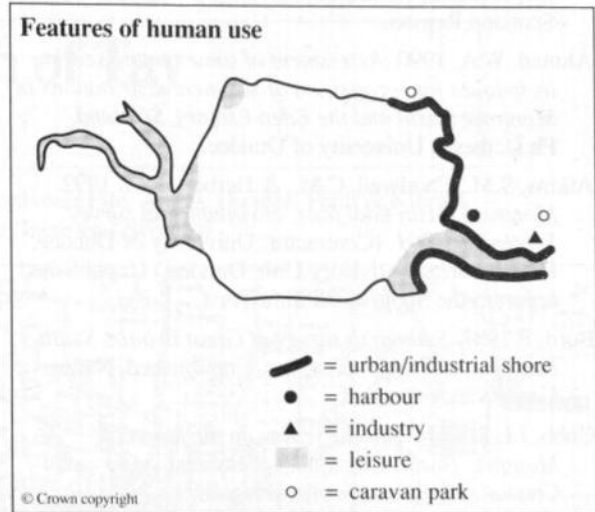 Features of human use
= urban/industrial shore
= harbour
= industry
= leisure
= caravan park
© Crown copyright